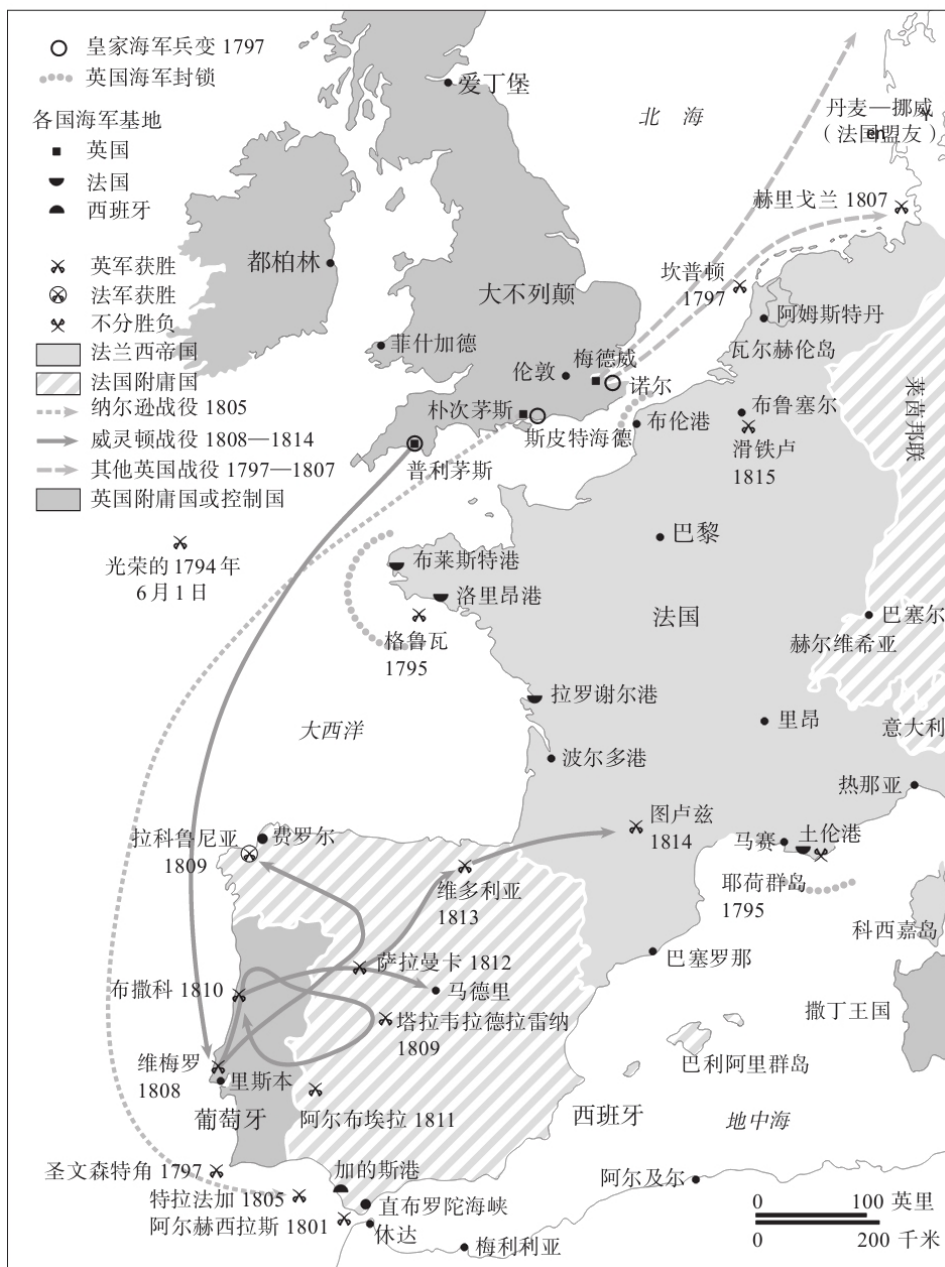 皇家海军兵变 1797
英国海军封锁
各国海军基地
英国
法国
西班牙
英军获胜
法军获胜
不分胜负
法兰西帝国
法国附庸国
纳尔逊战役 1805
威灵顿战役 1808—1814
其他英国战役 1797—1807
英国附庸国或控制国
爱丁堡
北 海
丹麦—挪威
（法国盟友）
en
赫里戈兰 1807
都柏林
坎普顿
1797
大不列颠
阿姆斯特丹
菲什加德
瓦尔赫伦岛
梅德威
伦敦
诺尔
莱茵邦联
朴次茅斯
布鲁塞尔
斯皮特海德
布伦港
滑铁卢
1815
普利茅斯
巴黎
光荣的 1794 年
6 月 1 日
布莱斯特港
洛里昂港
法国
巴塞尔
格鲁瓦
1795
赫尔维希亚
拉罗谢尔港
大西洋
里昂
意大利
波尔多港
热那亚
图卢兹
1814
拉科鲁尼亚
1809
费罗尔
马赛
土伦港
维多利亚
1813
耶荷群岛
1795
科西嘉岛
萨拉曼卡 1812
巴塞罗那
布撒科 1810
马德里
撒丁王国
塔拉韦拉德拉雷纳
1809
维梅罗
1808
里斯本
巴利阿里群岛
葡萄牙
阿尔布埃拉 1811
西班牙
地中海
圣文森特角 1797
加的斯港
特拉法加 1805
阿尔及尔
直布罗陀海峡
阿尔赫西拉斯 1801
休达
梅利利亚
0 100 英里
0 200 千米